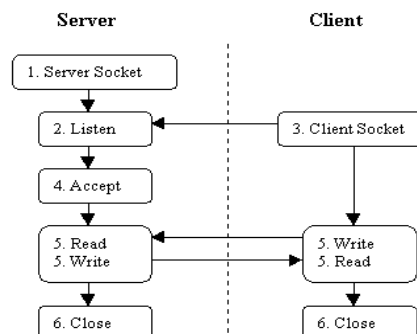 Server
Client
1. Server Socket
2. Listen
3. Client Socket
4. Accept
5. Read
5. Write
5. Write
5. Read
6. Close
6. Close